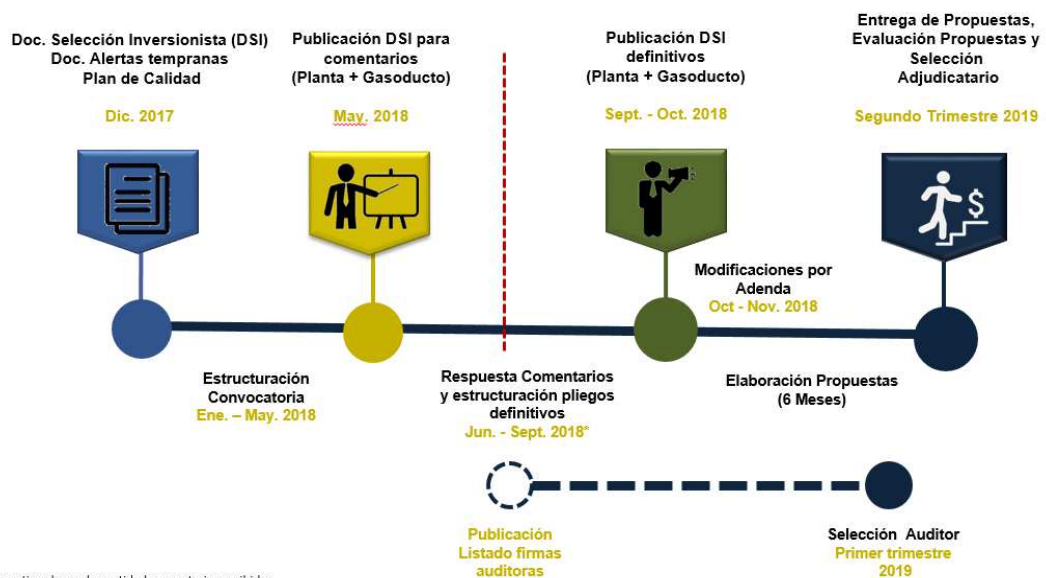 Doc. Selección Inversionista (DSI)
Doc. Alertas tempranas
Plan de Calidad
Dic. 2017
Publicación DSI para
comentarios
(Planta + Gasoducto)
May. 2018
Publicación DSI
definitivos
(Planta + Gasoducto)
Sept. - Oct. 2018
Entrega de Propuestas,
Evaluación Propuestas y
Selección
Adjudicatario
Segundo Trimestre 2019
$
Modificaciones por
Adenda
Oct - Nov. 2018
Estructuración
Convocatoria
Ene. – May. 2018
Respuesta Comentarios
y estructuración pliegos
definitivos
Jun. - Sept. 2018*
Elaboración Propuestas
(6 Meses)
Publicación
Listado firmas
auditoras
Selección Auditor
Primer trimestre
2019